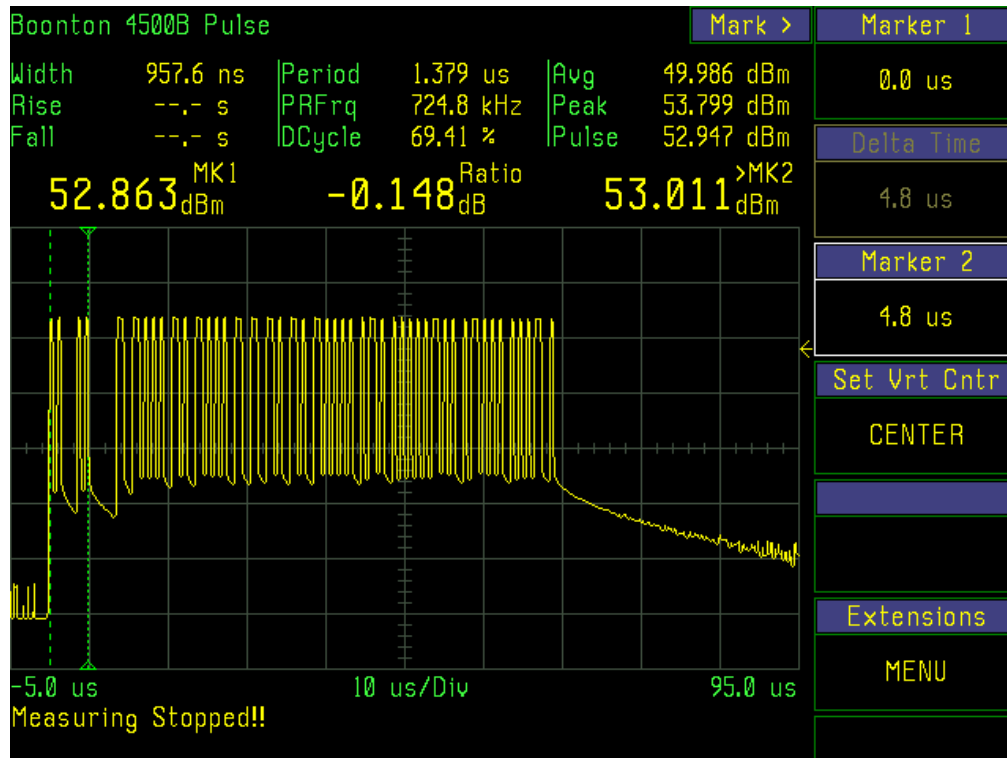 Boonton 4500B Pulse
Mark >
Width 957.6 ns Period 1.379 us Avg 49.986 dBm
Rise --.- s PRFrq 724.8 kHz Peak 53.799 dBm
Fall --.- s DCycle 69.41 % Pulse 52.947 dBm
MK1 Ratio >MK2
52.863 dBm -0.148 dB 53.011 dBm
-5.0 us 10 us/Div 95.0 us
Measuring Stopped!!
Marker 1
0.0 us
Delta Time
4.8 us
Marker 2
4.8 us
Set Vrt Cntr
CENTER
Extensions
MENU